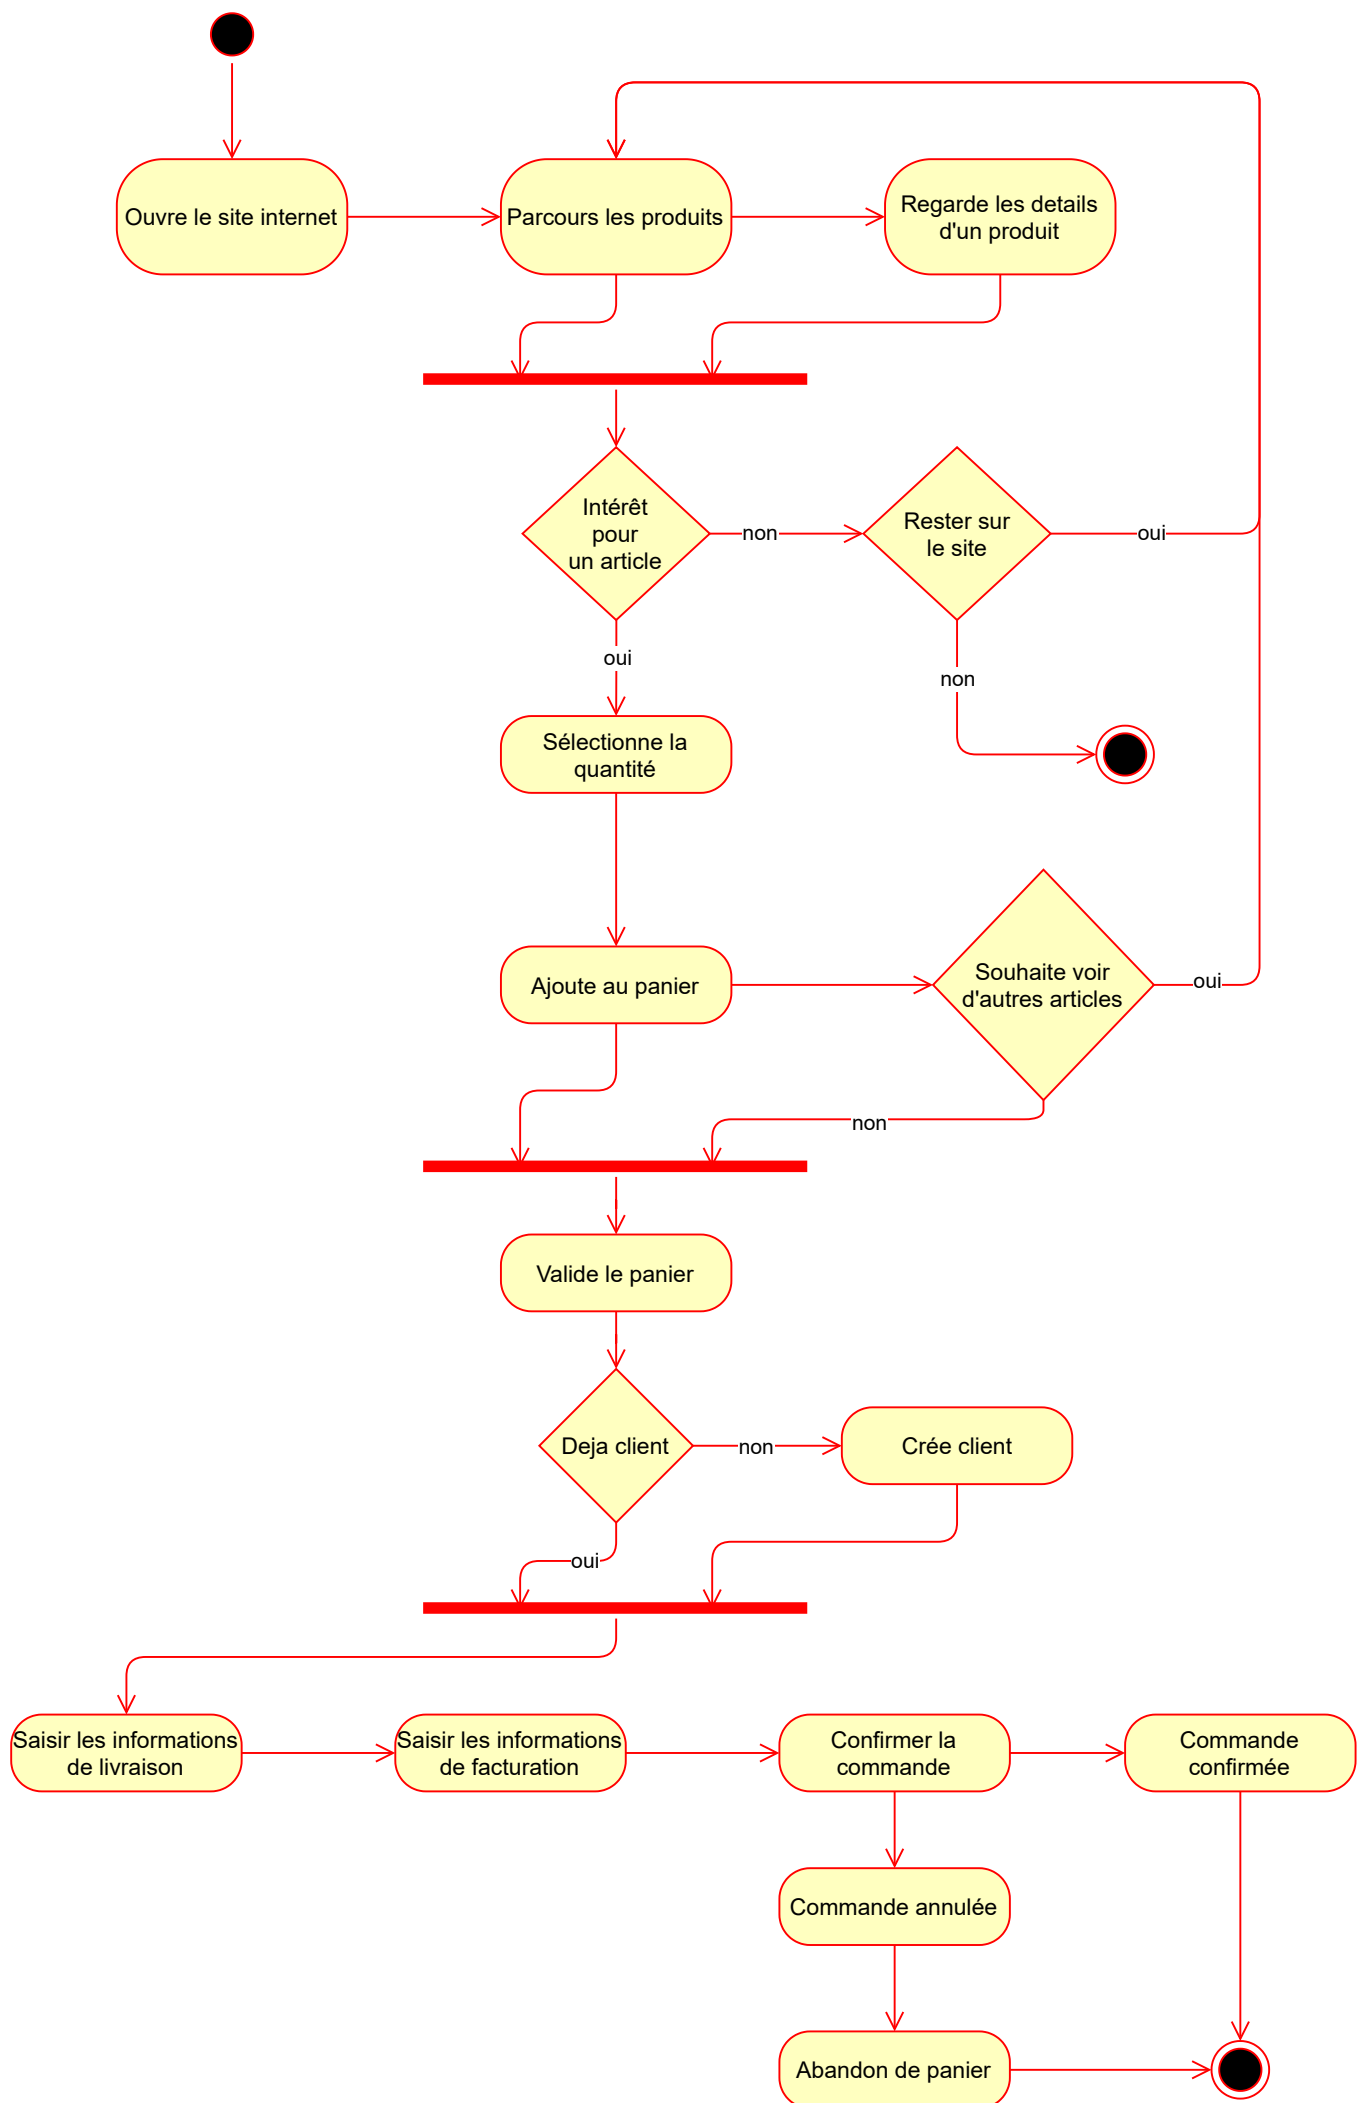 Ouvre le site internet
Parcours les produits
Regarde les details
d'un produit
Intérêt
pour
un article
non
Rester sur
le site
oui
oui
non
Sélectionne la
quantité
Ajoute au panier
Souhaite voir
d'autres articles
oui
non
Valide le panier
Deja client
non
Crée client
oui
Saisir les informations
de livraison
Saisir les informations
de facturation
Confirmer la
commande
Commande
confirmée
Commande annulée
Abandon de panier